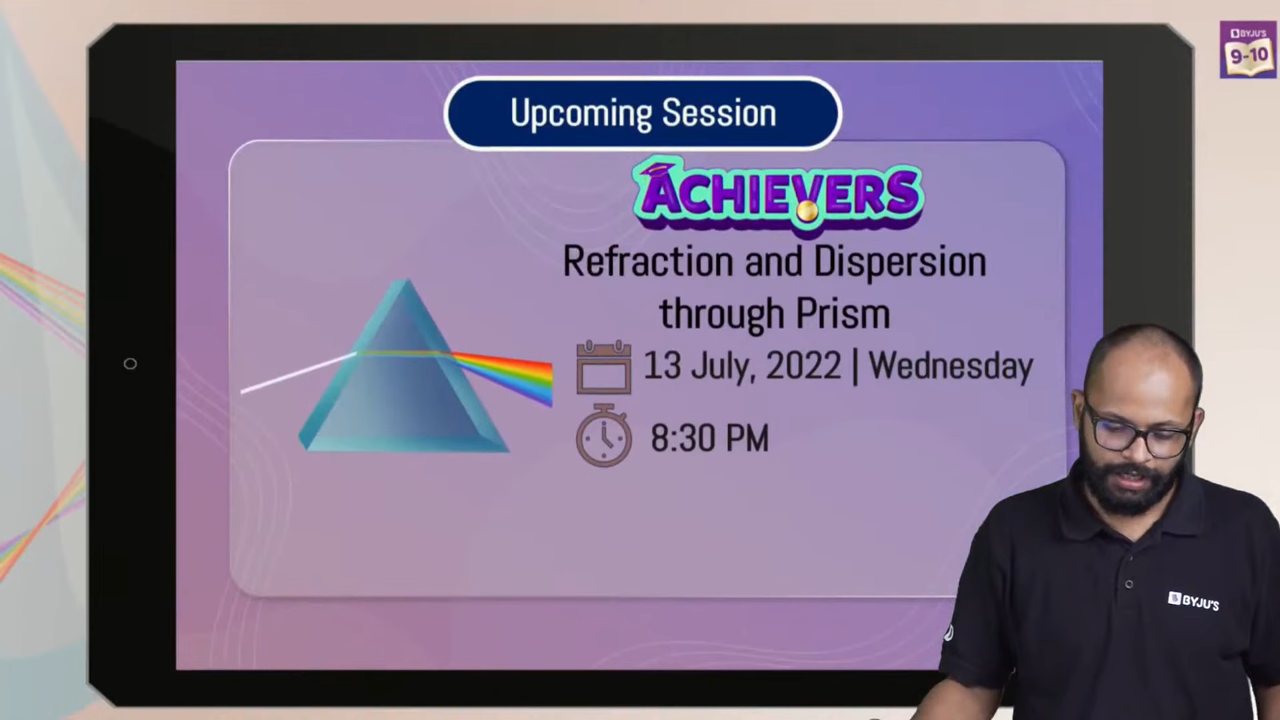 BYJU'S
9-10
Upcoming Session
ACHIEVERS
Refraction and Dispersion
through Prism
13 July, 2022 | Wednesday
8:30 PM
BYJU'S